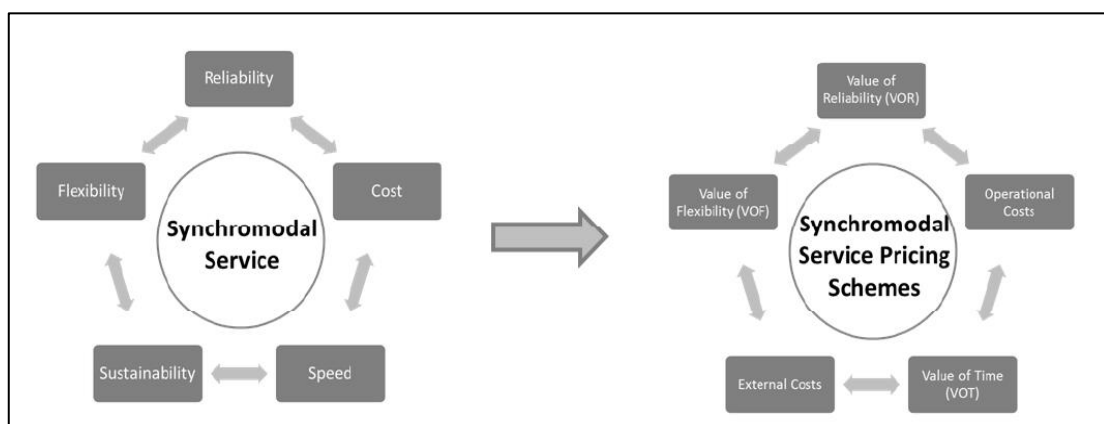 Reliability
Flexibility
Cost
Synchromodal
Service
Sustainability
Speed
Value of
Reliability (VOR)
Value of
Flexibility (VOF)
Operational
Costs
Synchromodal
Service Pricing
Schemes
External Costs
Value of Time
(VOT)